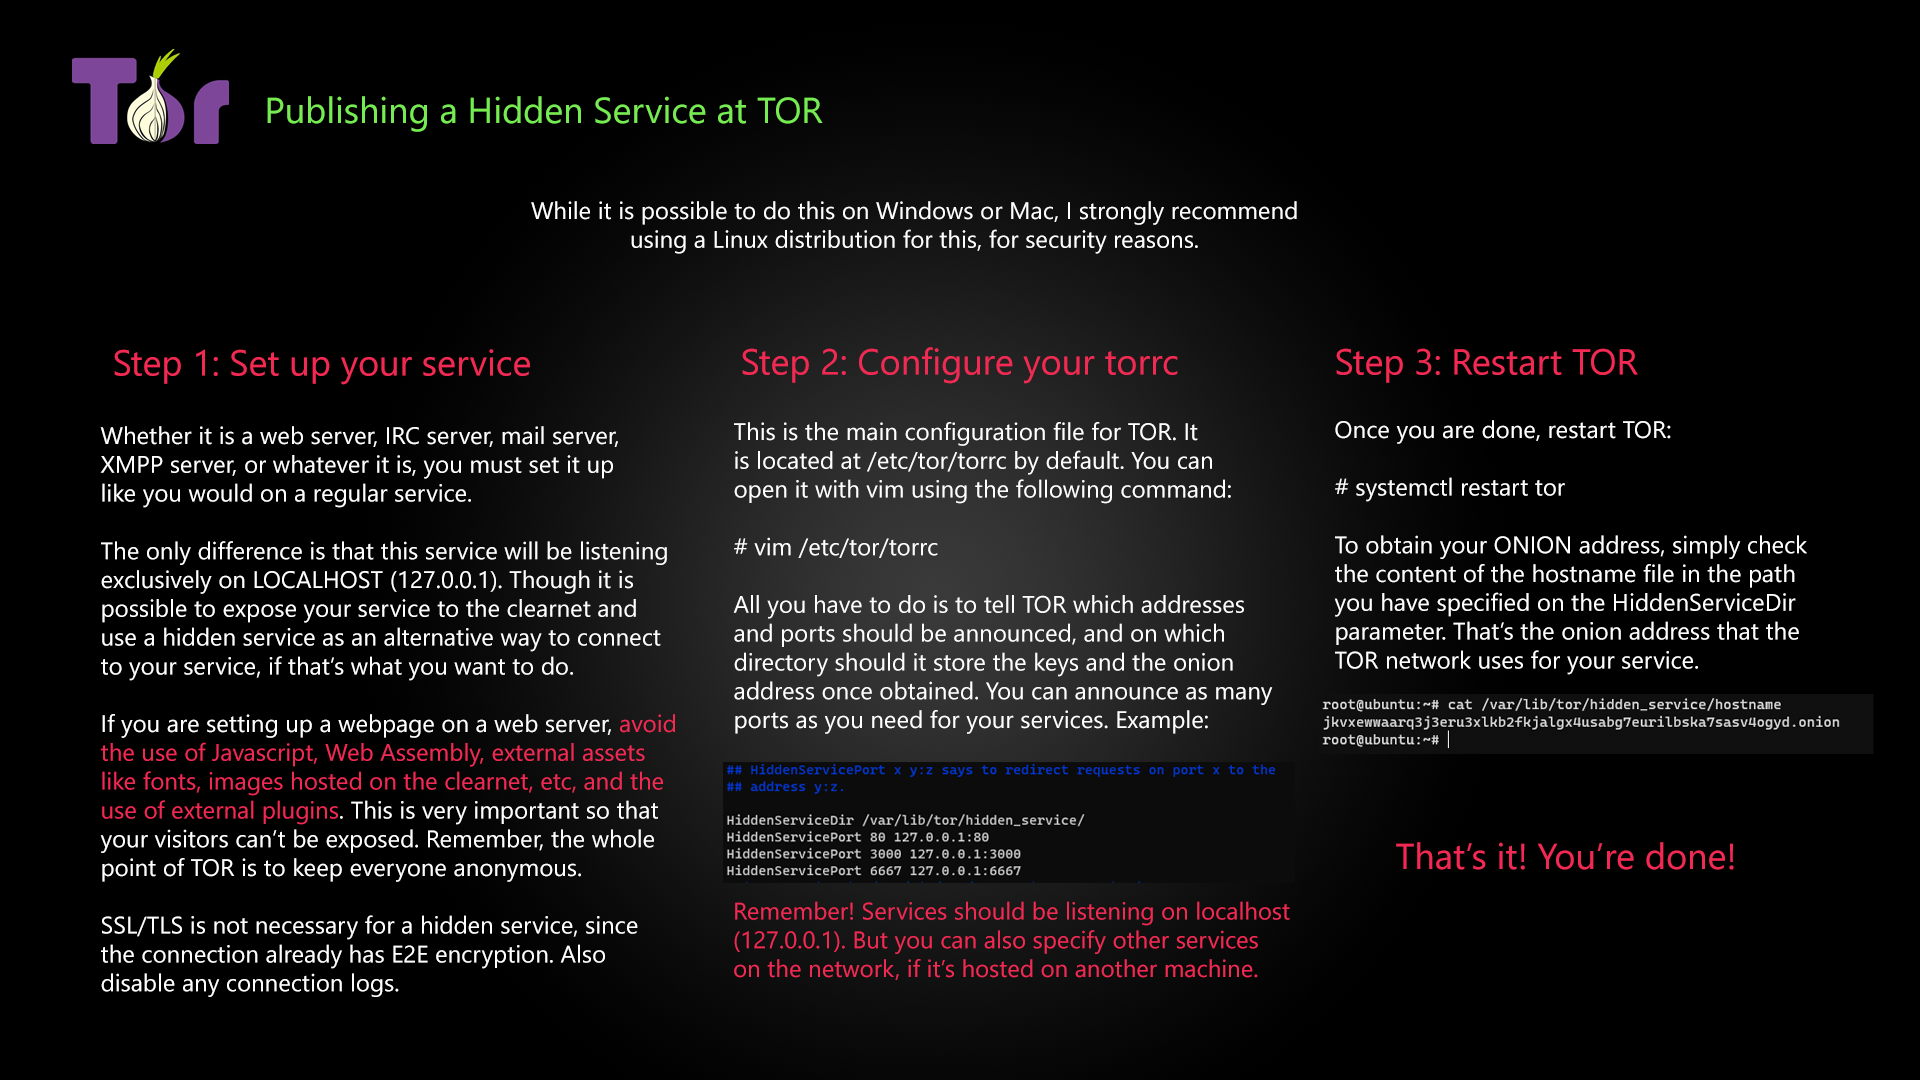 Tor
Publishing a Hidden Service at TOR
While it is possible to do this on Windows or Mac, I strongly recommend
using a Linux distribution for this, for security reasons.
Step 1: Set up your service
Whether it is a web server, IRC server, mail server,
XMPP server, or whatever it is, you must set it up
like you would on a regular service.
The only difference is that this service will be listening
exclusively on LOCALHOST (127.0.0.1). Though it is
possible to expose your service to the clearnet and
use a hidden service as an alternative way to connect
to your service, if that's what you want to do.
If you are setting up a webpage on a web server, avoid
the use of Javascript, Web Assembly, external assets
like fonts, images hosted on the clearnet, etc, and the
use of external plugins. This is very important so that
your visitors can't be exposed. Remember, the whole
point of TOR is to keep everyone anonymous.
SSL/TLS is not necessary for a hidden service, since
the connection already has E2E encryption. Also
disable any connection logs.
Step 2: Configure your torrc
This is the main configuration file for TOR. It
is located at /etc/tor/torrc by default. You can
open it with vim using the following command:
# vim /etc/tor/torrc
All you have to do is to tell TOR which addresses
and ports should be announced, and on which
directory should it store the keys and the onion
address once obtained. You can announce as many
ports as you need for your services. Example:
## HiddenServicePort x y:z says to redirect requests on port x to the
## address y:z.
HiddenServiceDir /var/lib/tor/hidden_service/
HiddenServicePort 80 127.0.0.1:80
HiddenServicePort 3000 127.0.0.1:3000
HiddenServicePort 6667 127.0.0.1:6667
Remember! Services should be listening on localhost
(127.0.0.1). But you can also specify other services
on the network, if it's hosted on another machine.
Step 3: Restart TOR
Once you are done, restart TOR:
# systemctl restart tor
To obtain your ONION address, simply check
the content of the hostname file in the path
you have specified on the HiddenServiceDir
parameter. That's the onion address that the
TOR network uses for your service.
root@ubuntu:~# cat /var/lib/tor/hidden_service/hostname
jkvxewwaarq3j3eru3xlkb2fkjalgx4usabg7eurilbska7sasv4ogyd.onion
root@ubuntu:~#
That's it! You're done!